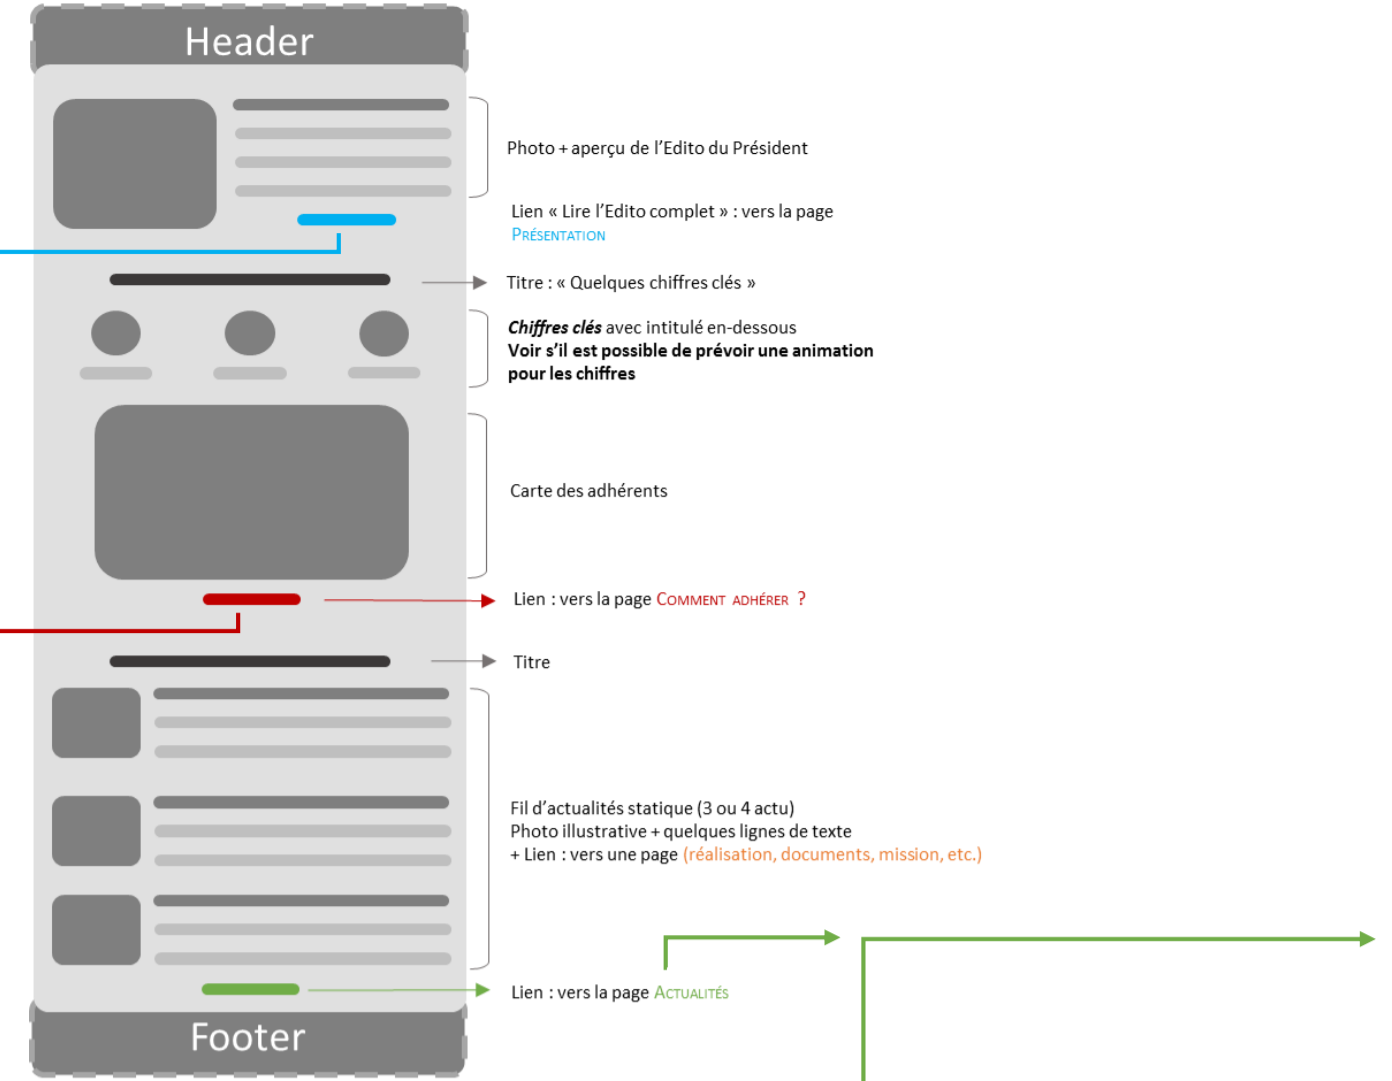 Header
Photo + aperçu de l’Edito du Président
Lien « Lire l’Edito complet » : vers la page
PRÉSENTATION
Titre : « Quelques chiffres clés »
Chiffres clés avec intitulé en-dessous
Voir s’il est possible de prévoir une animation
pour les chiffres
Carte des adhérents
Lien : vers la page COMMENT ADHÉRER ?
Titre
Fil d’actualités statique (3 ou 4 actu)
Photo illustrative + quelques lignes de texte
+ Lien : vers une page (réalisation, documents, mission, etc.)
Lien : vers la page ACTUALITÉS
Footer